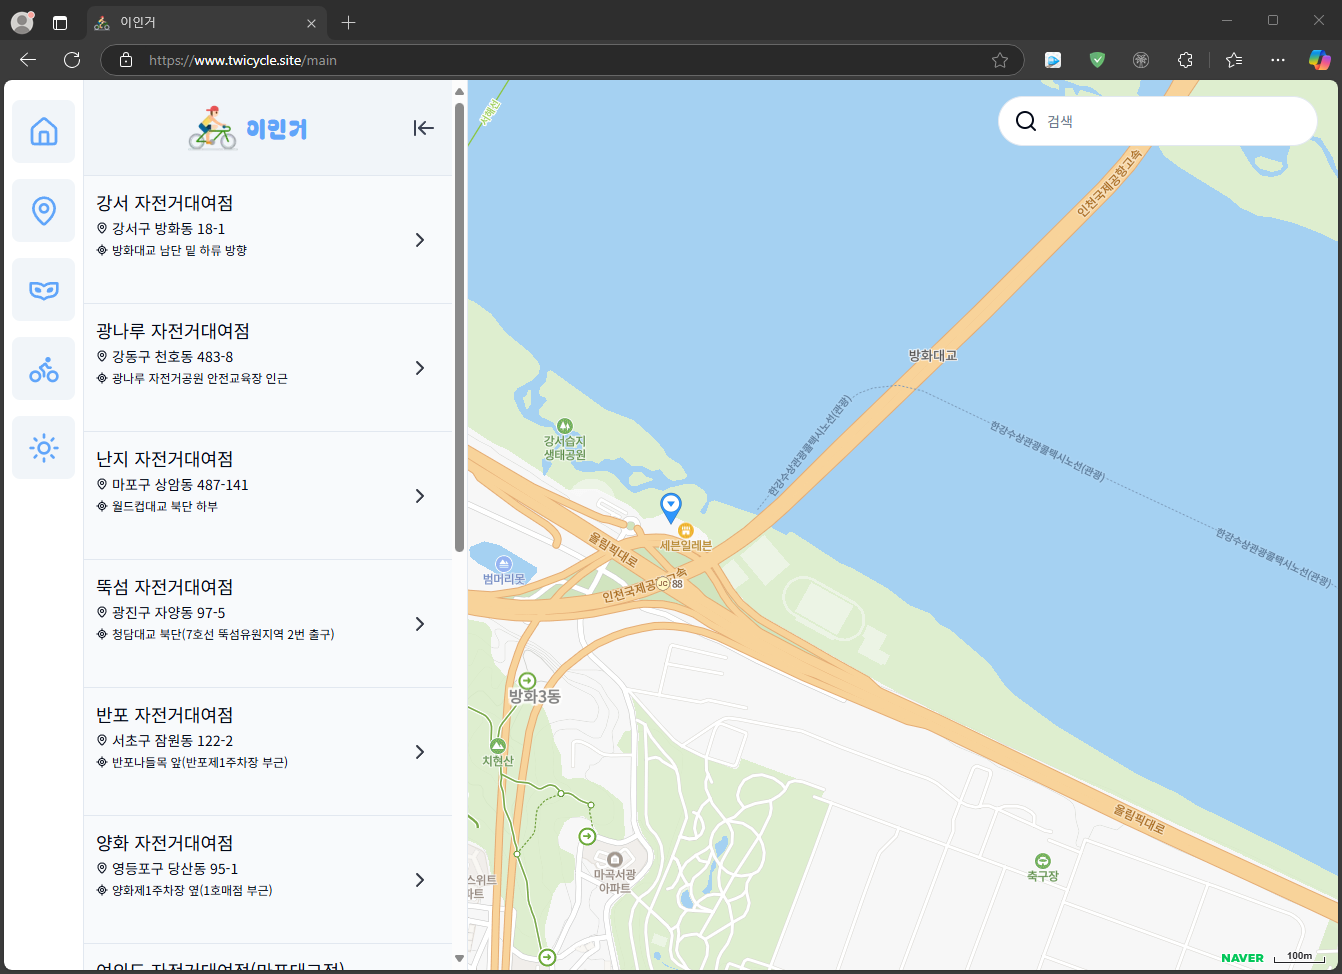 이인거
https://www.twicycle.site/main
이인거
검색
강서 자전거대여점
강서구 방화동 18-1
방화대교 남단 밑 하류 방향
광나루 자전거대여점
강동구 천호동 483-8
광나루 자전거공원 안전교육장 인근
난지 자전거대여점
마포구 상암동 487-141
월드컵대교 북단 하부
뚝섬 자전거대여점
광진구 자양동 97-5
청담대교 북단(7호선 뚝섬유원지역 2번 출구)
반포 자전거대여점
서초구 잠원동 122-2
반포나들목 앞(반포제1주차장 부근)
양화 자전거대여점
영등포구 당산동 95-1
양화제1주차장 옆(1호매점 부근)
여의도 자전거대여점(마포대교점)
서해선
인천국제공항고속
방화대교
한강수상관광콜택시노선(관광)
한강수상관광콜택시노선(관광)
한강수상관광콜택시노선(관광)
강서습지
생태공원
세븐일레븐
올림픽대로
인천국제공
고속
JC
88
범머리못
방화3동
치현산
마곡서광
아파트
스위트
파트
올림픽대로
축구장
NAVER
100m